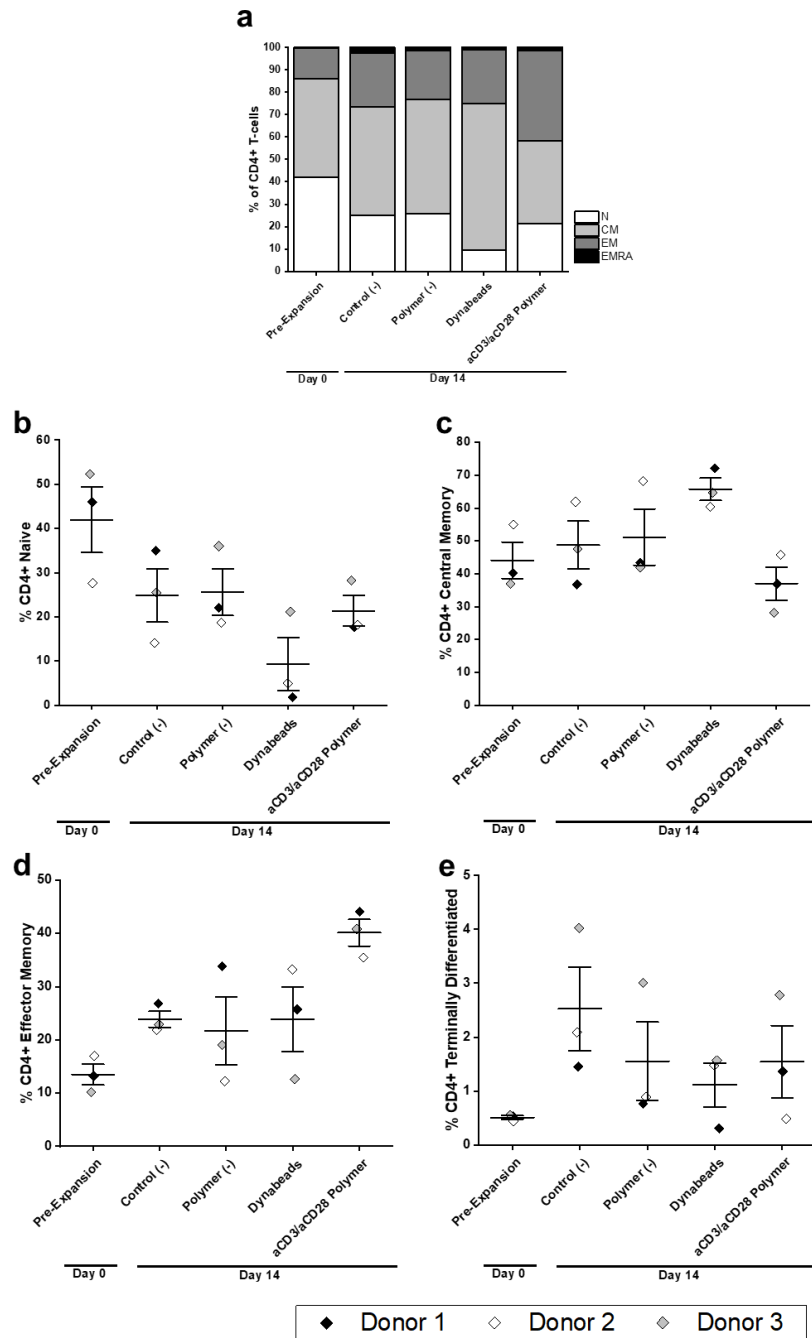 a
100
90
80
70
60
50
40
30
20
10
0
% of CD4+ T-cells
N
CM
EM
EMRA
Pre-Expansion
Control (-)
Polymer (-)
Dynabeads
aCD3/aCD28 Polymer
Day 0
Day 14
b
60
50
40
30
20
10
0
% CD4+ Naive
Pre-Expansion
Control (-)
Polymer (-)
Dynabeads
aCD3/aCD28 Polymer
Day 0
Day 14
c
80
70
60
50
40
30
20
10
0
% CD4+ Central Memory
Pre-Expansion
Control (-)
Polymer (-)
Dynabeads
aCD3/aCD28 Polymer
Day 0
Day 14
d
50
40
30
20
10
0
% CD4+ Effector Memory
Pre-Expansion
Control (-)
Polymer (-)
Dynabeads
aCD3/aCD28 Polymer
Day 0
Day 14
e
5
4
3
2
1
0
% CD4+ Terminally Differentiated
Pre-Expansion
Control (-)
Polymer (-)
Dynabeads
aCD3/aCD28 Polymer
Day 0
Day 14
Donor 1 Donor 2 Donor 3